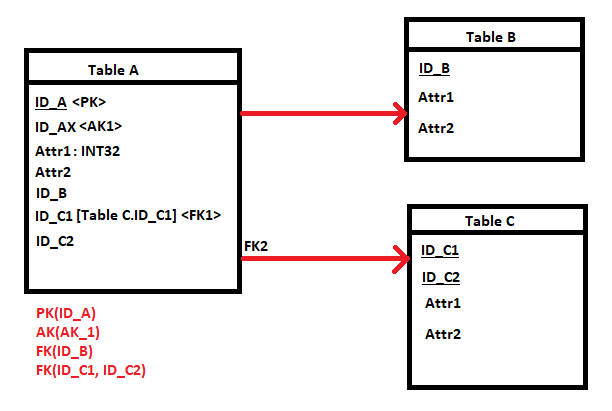 Table A
ID_A <PK>
ID_AX <AK1>
Attr1 : INT32
Attr2
ID_B
ID_C1 [Table C.ID_C1] <FK1>
ID_C2
PK(ID_A)
AK(AK_1)
FK(ID_B)
FK(ID_C1, ID_C2)
FK2
Table B
ID_B
Attr1
Attr2
Table C
ID_C1
ID_C2
Attr1
Attr2